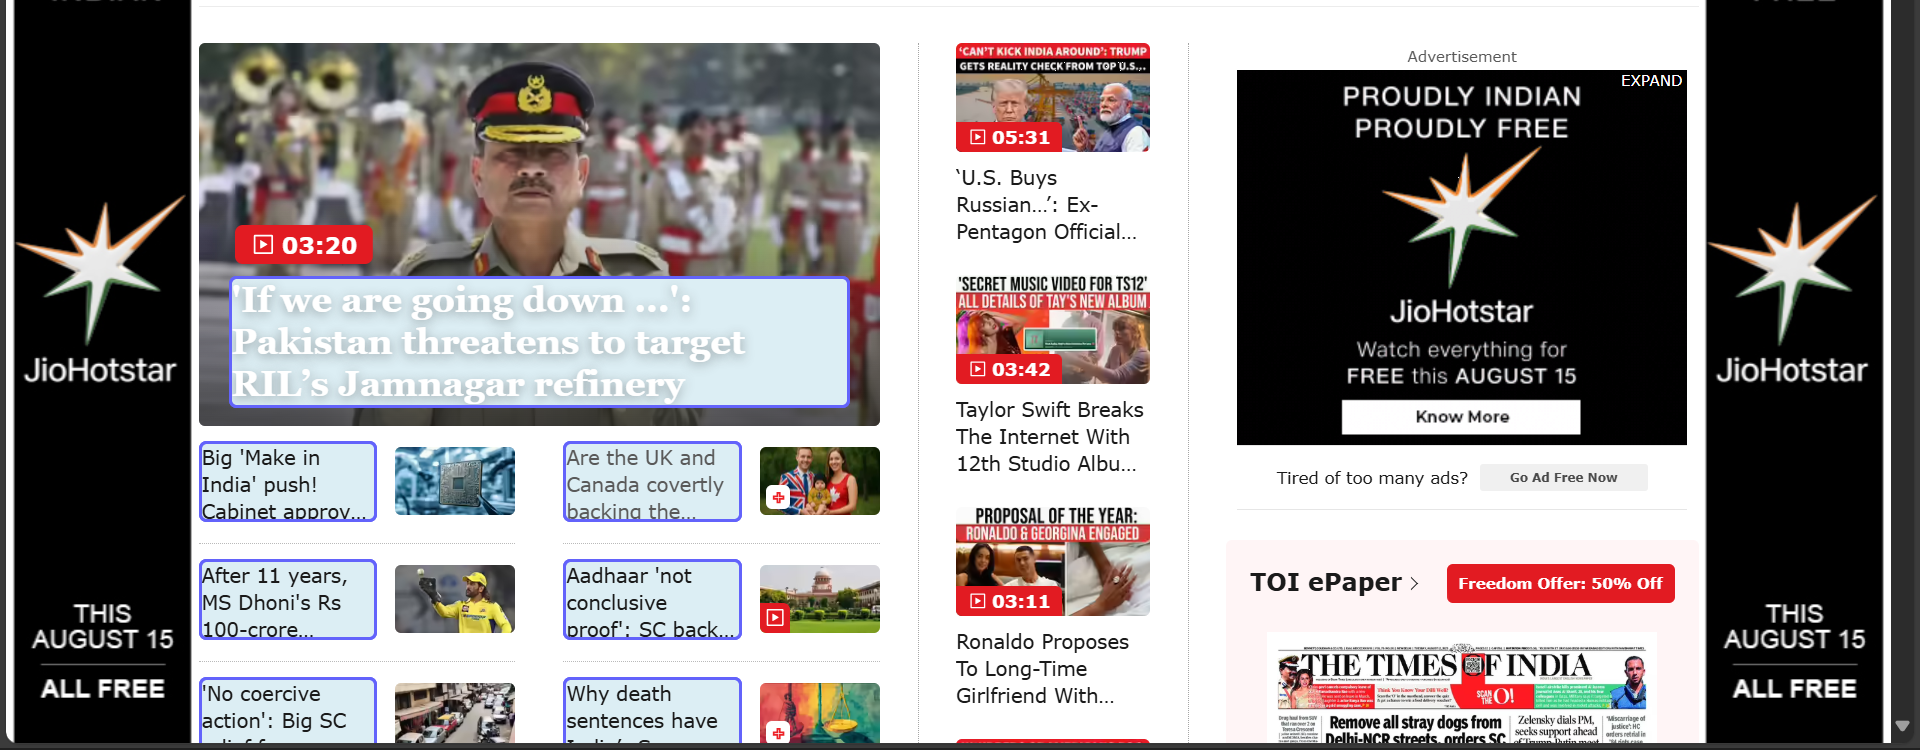 JioHotstar
THIS
AUGUST 15
ALL FREE
03:20
'If we are going down ...':
Pakistan threatens to target
RIL’s Jamnagar refinery
Big 'Make in
India' push!
Cabinet approv...
Are the UK and
Canada covertly
backing the...
After 11 years,
MS Dhoni's Rs
100-crore...
Aadhaar 'not
conclusive
proof': SC back...
'No coercive
action': Big SC
Why death
sentences have
'CAN'T KICK INDIA AROUND': TRUMP
GETS REALITY CHECK FROM TOP U.S...
05:31
‘U.S. Buys
Russian...’: Ex-
Pentagon Official...
'SECRET MUSIC VIDEO FOR TS12'
ALL DETAILS OF TAY'S NEW ALBUM
03:42
Taylor Swift Breaks
The Internet With
12th Studio Albu...
PROPOSAL OF THE YEAR:
RONALDO & GEORGINA ENGAGED
03:11
Ronaldo Proposes
To Long-Time
Girlfriend With...
Advertisement
EXPAND
PROUDLY INDIAN
PROUDLY FREE
JioHotstar
Watch everything for
FREE this AUGUST 15
Know More
Tired of too many ads?
Go Ad Free Now
TOI ePaper
Freedom Offer: 50% Off
THE TIMES OF INDIA
SCAN THE QR!
Remove all stray dogs from
Delhi-NCR streets, orders SC
Zelensky dials PM,
seeks support ahead
of Trump-Putin meet
JioHotstar
THIS
AUGUST 15
ALL FREE